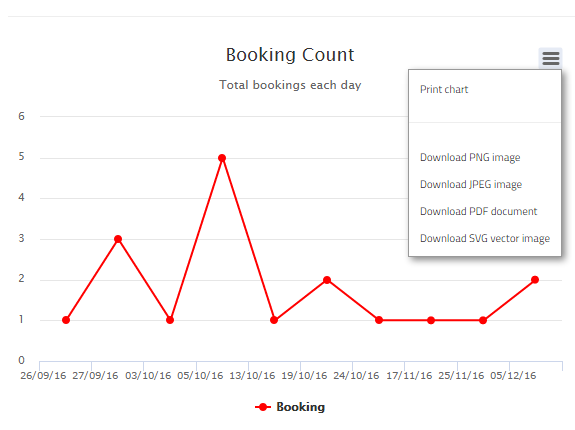 Booking Count
Total bookings each day
Print chart
Download PNG image
Download JPEG image
Download PDF document
Download SVG vector image
6
5
4
3
2
1
0
26/09/16 27/09/16 03/10/16 05/10/16 13/10/16 19/10/16 24/10/16 17/11/16 25/11/16 05/12/16
Booking